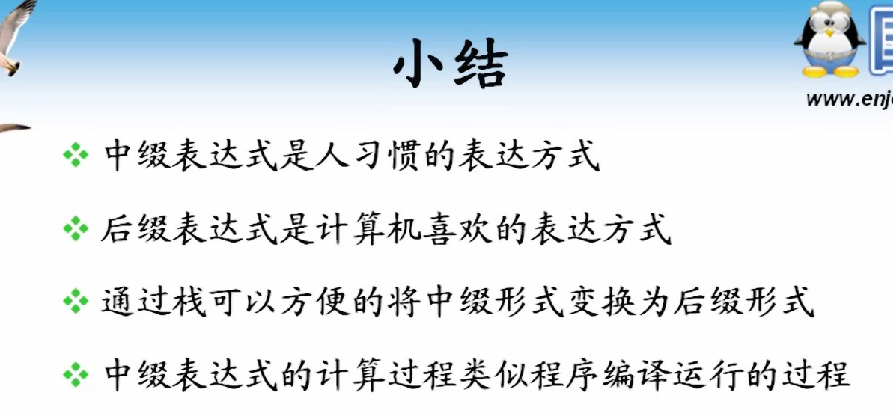 小结
www.enj
中缀表达式是人习惯的表达方式
后缀表达式是计算机喜欢的表达方式
通过栈可以方便的将中缀形式变换为后缀形式
中缀表达式的计算过程类似程序编译运行的过程